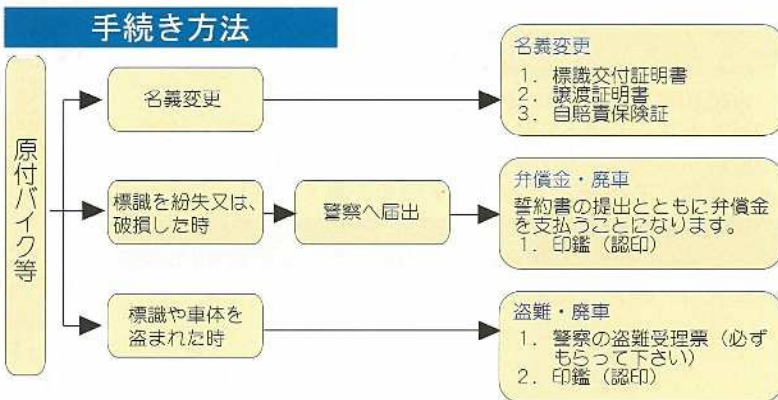 手続き方法
原付バイク等
名義変更
名義変更
1. 標識交付証明書
2. 譲渡証明書
3. 自賠責保険証
標識を紛失又は、
破損した時
警察へ届出
弁償金・廃車
誓約書の提出とともに弁償金
を支払うことになります。
1. 印鑑（認印）
標識や車体を
盗まれた時
盗難・廃車
1. 警察の盗難受理票（必ず
もらって下さい）
2. 印鑑（認印）